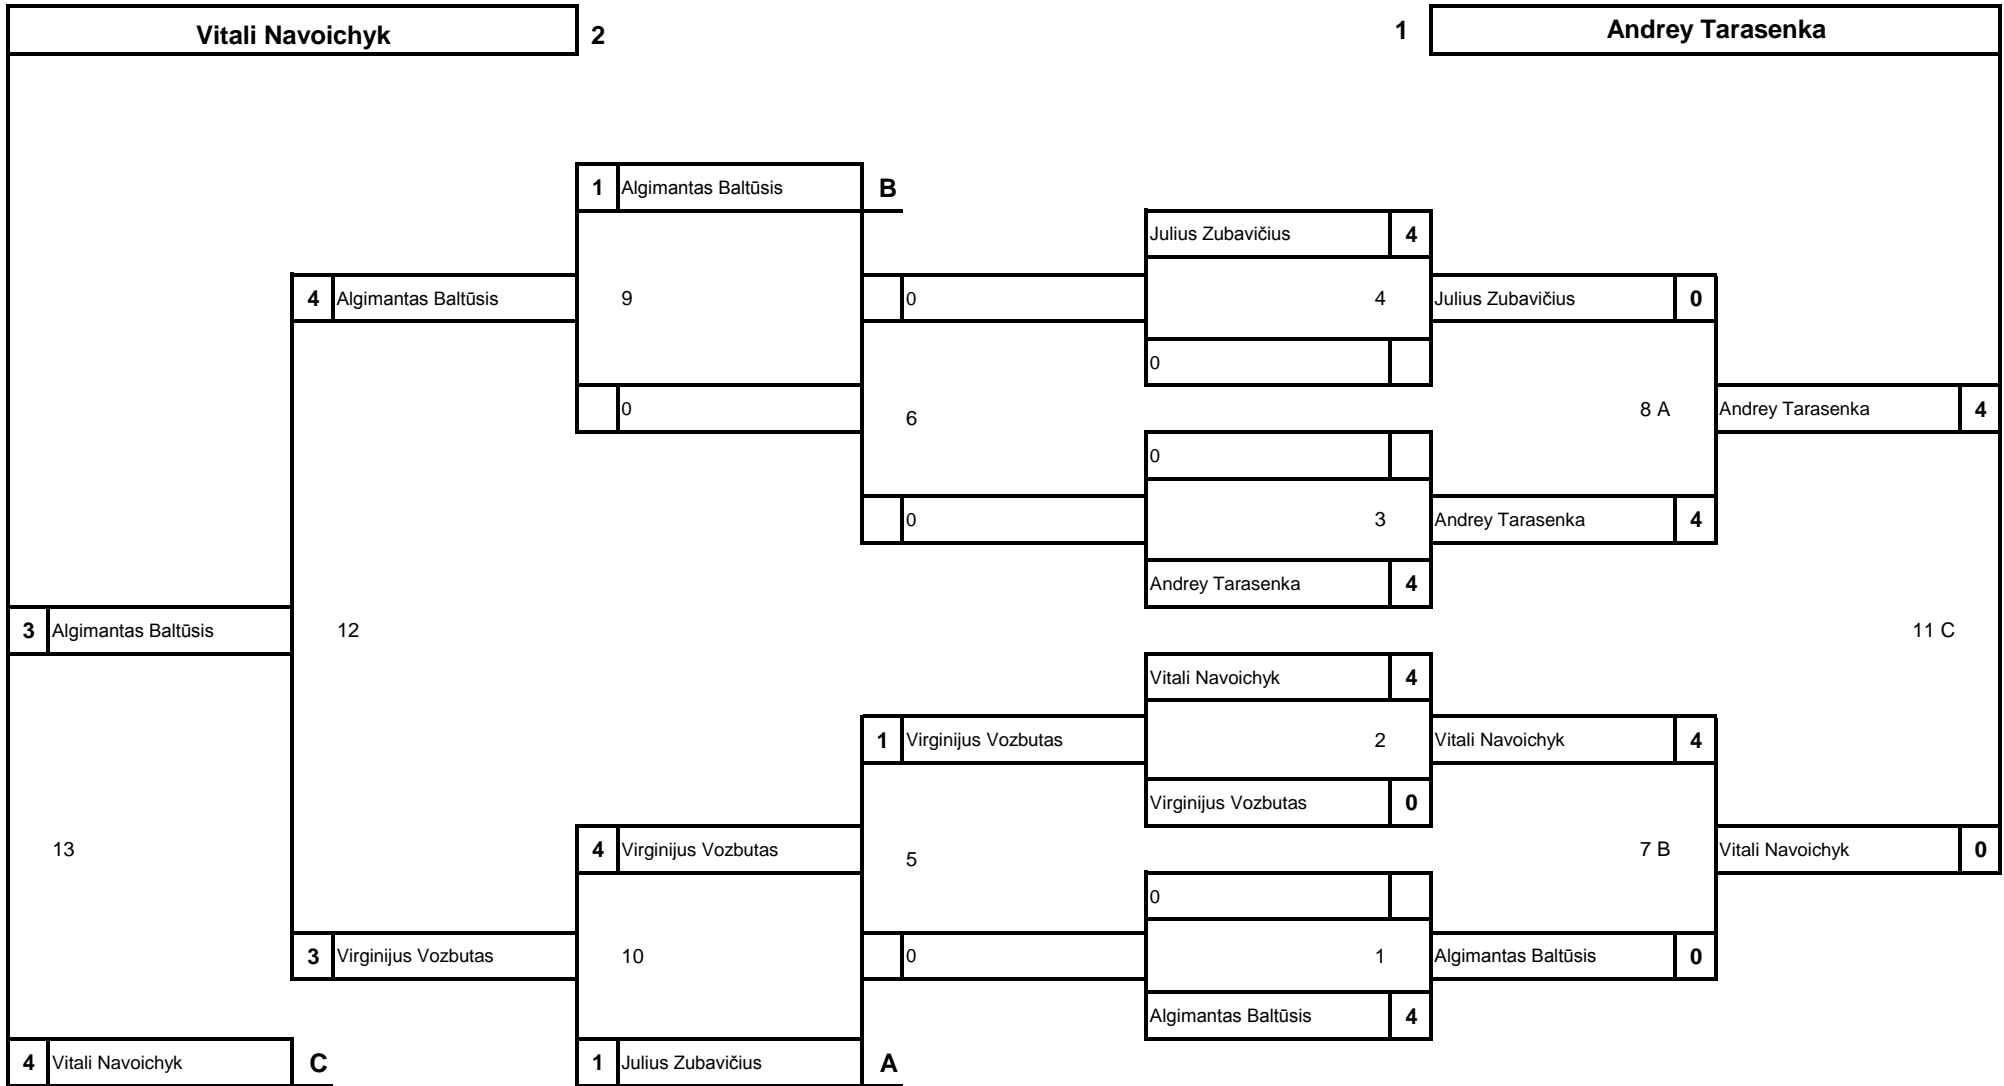 Vitali Navoichyk 2 1 Andrey Tarasenka
1 Algimantas Baltūsis B
Julius Zubavičius 4
4 Algimantas Baltūsis 9 0 4 Julius Zubavičius 0
0
0 6 8 A Andrey Tarasenka 4
0
0 3 Andrey Tarasenka 4
Andrey Tarasenka 4
3 Algimantas Baltūsis 12 11 C
Vitali Navoichyk 4
1 Virginijus Vozbutas 2 Vitali Navoichyk 4
Virginijus Vozbutas 0
13 4 Virginijus Vozbutas 5 7 B Vitali Navoichyk 0
0
3 Virginijus Vozbutas 10 0 1 Algimantas Baltūsis 0
Algimantas Baltūsis 4
4 Vitali Navoichyk C 1 Julius Zubavičius A